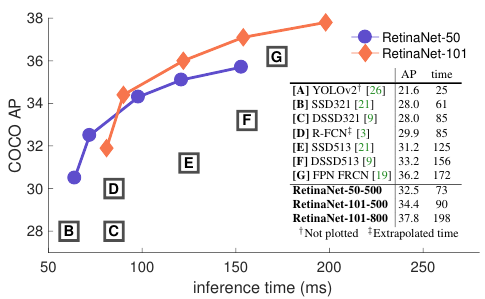 38
36
34
32
30
28
COCO AP
50
100
150
200
250
inference time (ms)
B
C
D
E
F
G
RetinaNet-50
RetinaNet-101
AP time
[A] YOLOv2† [26] 21.6 25
[B] SSD321 [21] 28.0 61
[C] DSSD321 [9] 28.0 85
[D] R-FCN‡ [3] 29.9 85
[E] SSD513 [21] 31.2 125
[F] DSSD513 [9] 33.2 156
[G] FPN FRCN [19] 36.2 172
RetinaNet-50-500 32.5 73
RetinaNet-101-500 34.4 90
RetinaNet-101-800 37.8 198
†Not plotted ‡Extrapolated time